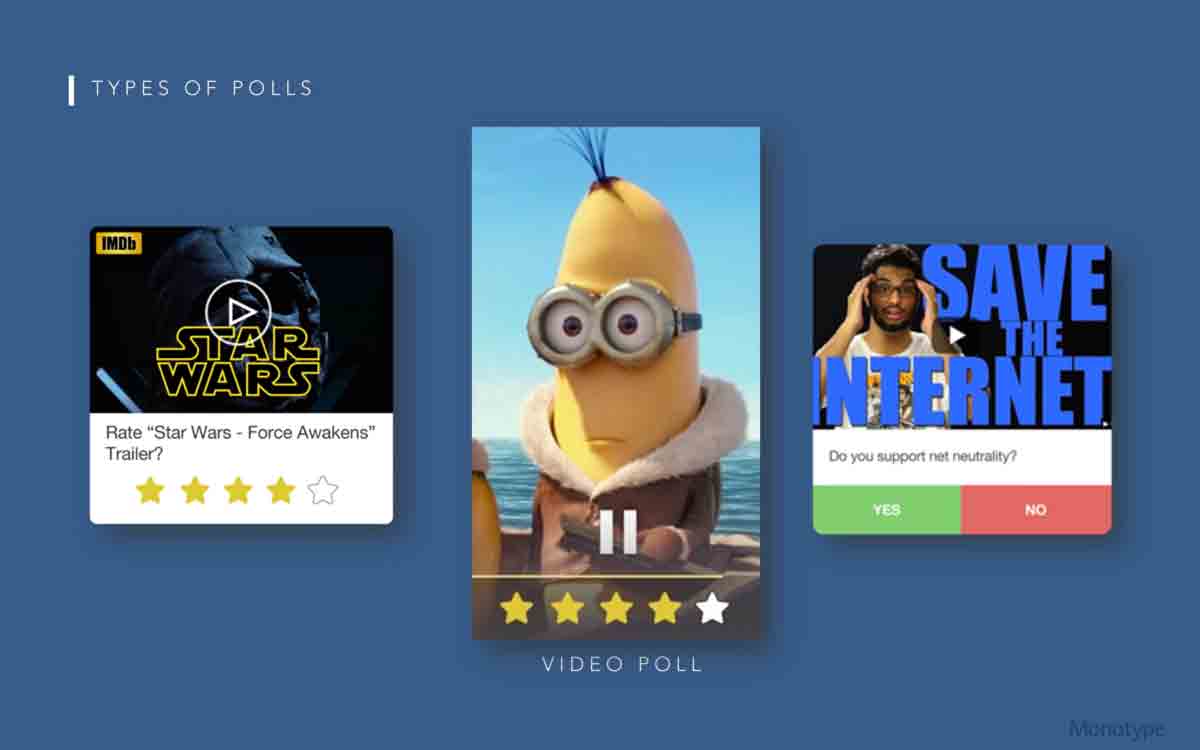 TYPES OF POLLS
IMDb
STAR
WARS
Rate “Star Wars - Force Awakens”
Trailer?
SAVE
THE
INTERNET
Do you support net neutrality?
YES
NO
VIDEO POLL
Monotype